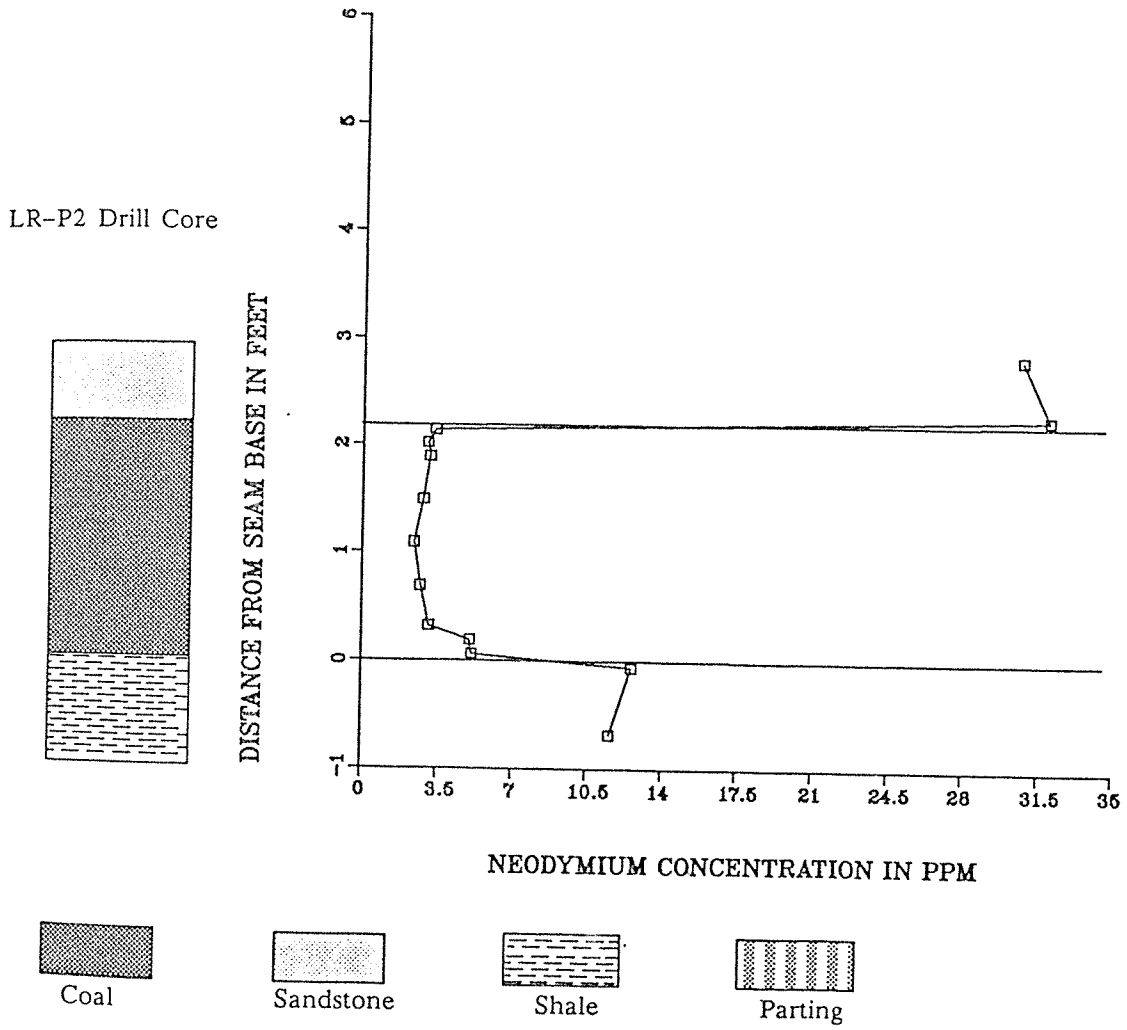 LR-P2 Drill Core
DISTANCE FROM SEAM BASE IN FEET
6
5
4
3
2
1
0
-1
0 3.5 7 10.5 14 17.5 21 24.5 28 31.5 35
NEODYMIUM CONCENTRATION IN PPM
Coal
Sandstone
Shale
Parting